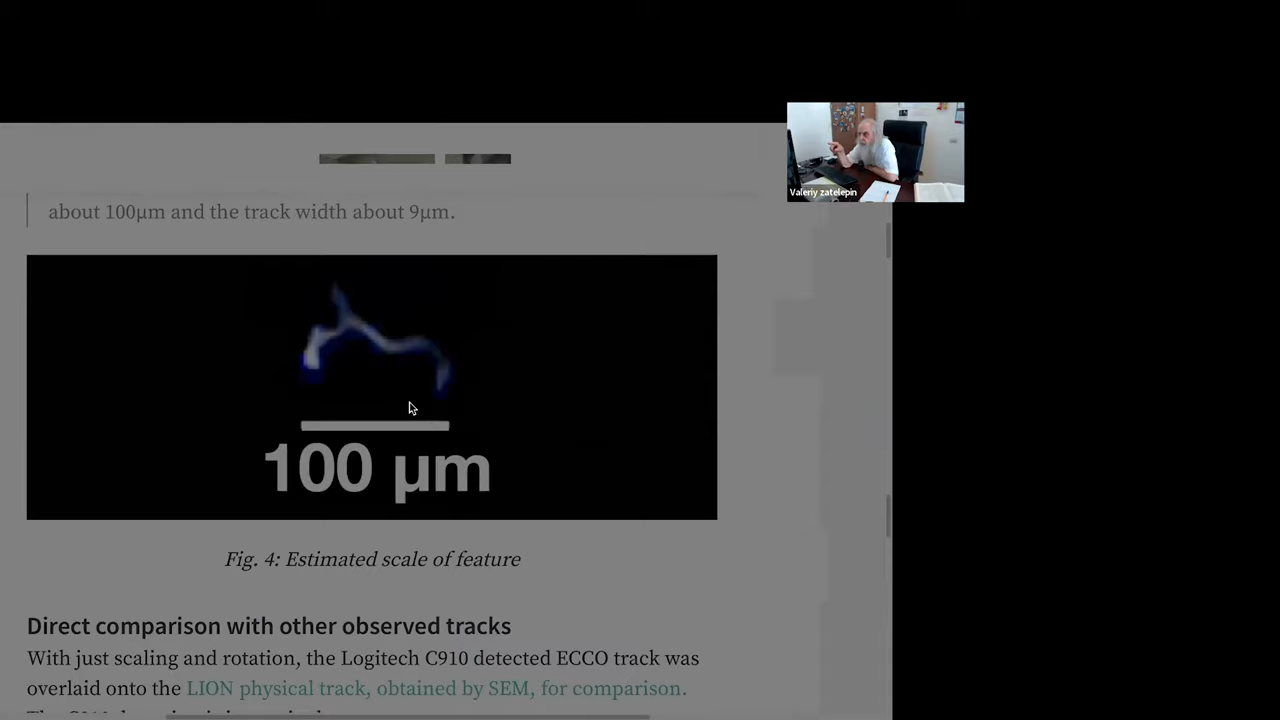 Valeriy zatelepin
about 100µm and the track width about 9µm.
100 µm
Fig. 4: Estimated scale of feature
Direct comparison with other observed tracks
With just scaling and rotation, the Logitech C910 detected ECCO track was
overlaid onto the LION physical track, obtained by SEM, for comparison.